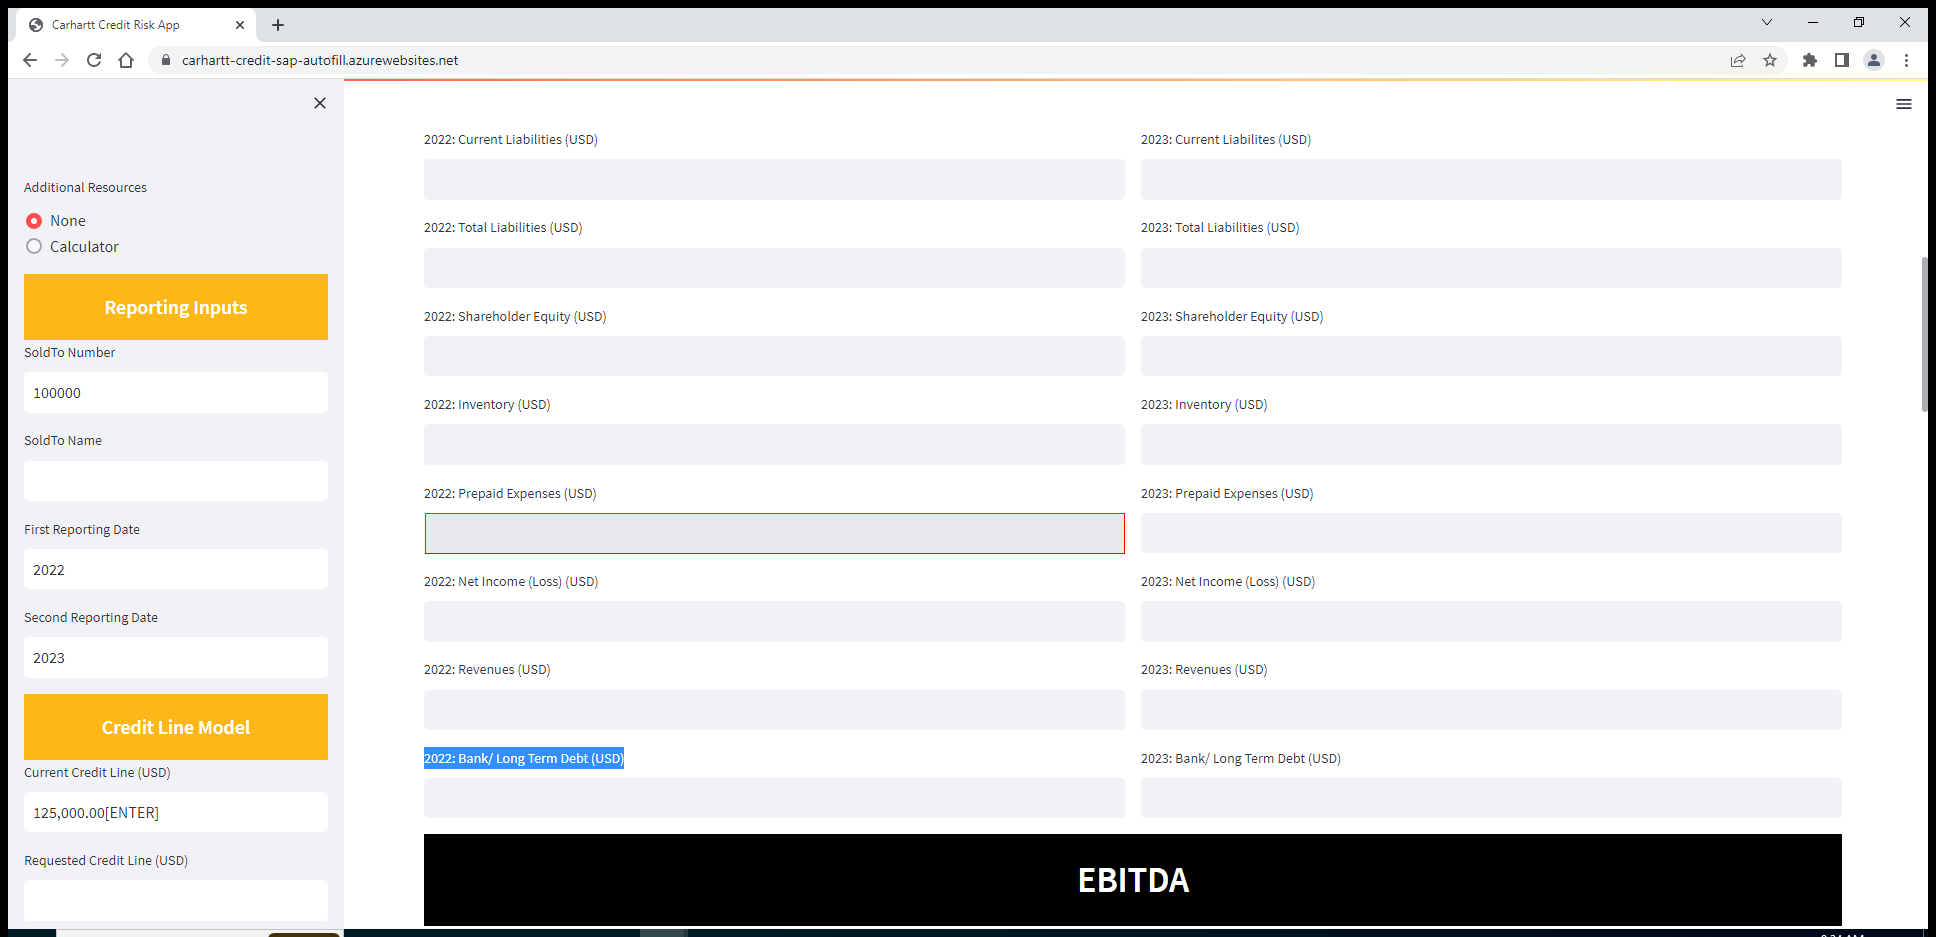 Carhartt Credit Risk App
carhartt-credit-sap-autofill.azurewebsites.net
Additional Resources
None
Calculator
Reporting Inputs
SoldTo Number
100000
SoldTo Name
First Reporting Date
2022
Second Reporting Date
2023
Credit Line Model
Current Credit Line (USD)
125,000.00[ENTER]
Requested Credit Line (USD)
2022: Current Liabilities (USD)
2023: Current Liabilites (USD)
2022: Total Liabilities (USD)
2023: Total Liabilities (USD)
2022: Shareholder Equity (USD)
2023: Shareholder Equity (USD)
2022: Inventory (USD)
2023: Inventory (USD)
2022: Prepaid Expenses (USD)
2023: Prepaid Expenses (USD)
2022: Net Income (Loss) (USD)
2023: Net Income (Loss) (USD)
2022: Revenues (USD)
2023: Revenues (USD)
2022: Bank/ Long Term Debt (USD)
2023: Bank/ Long Term Debt (USD)
EBITDA